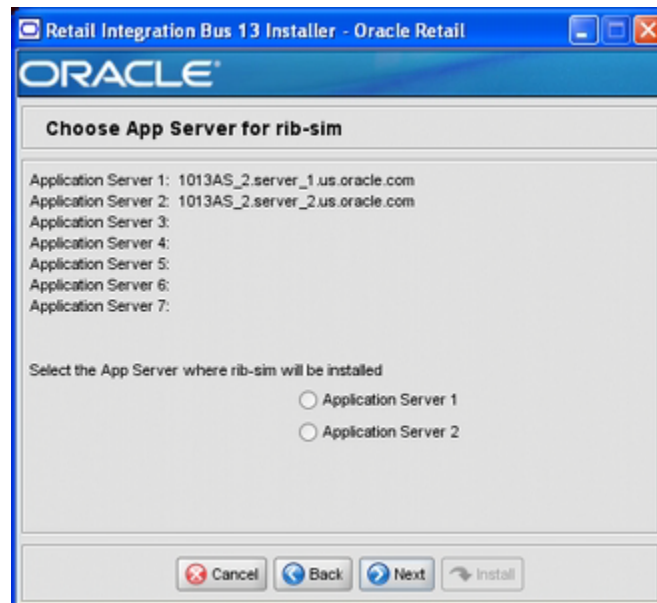 Retail Integration Bus 13 Installer - Oracle Retail
ORACLE
Choose App Server for rib-sim
Application Server 1: 1013AS_2.server_1.us.oracle.com
Application Server 2: 1013AS_2.server_2.us.oracle.com
Application Server 3:
Application Server 4:
Application Server 5:
Application Server 6:
Application Server 7:
Select the App Server where rib-sim will be installed
Application Server 1
Application Server 2
Cancel Back Next Install